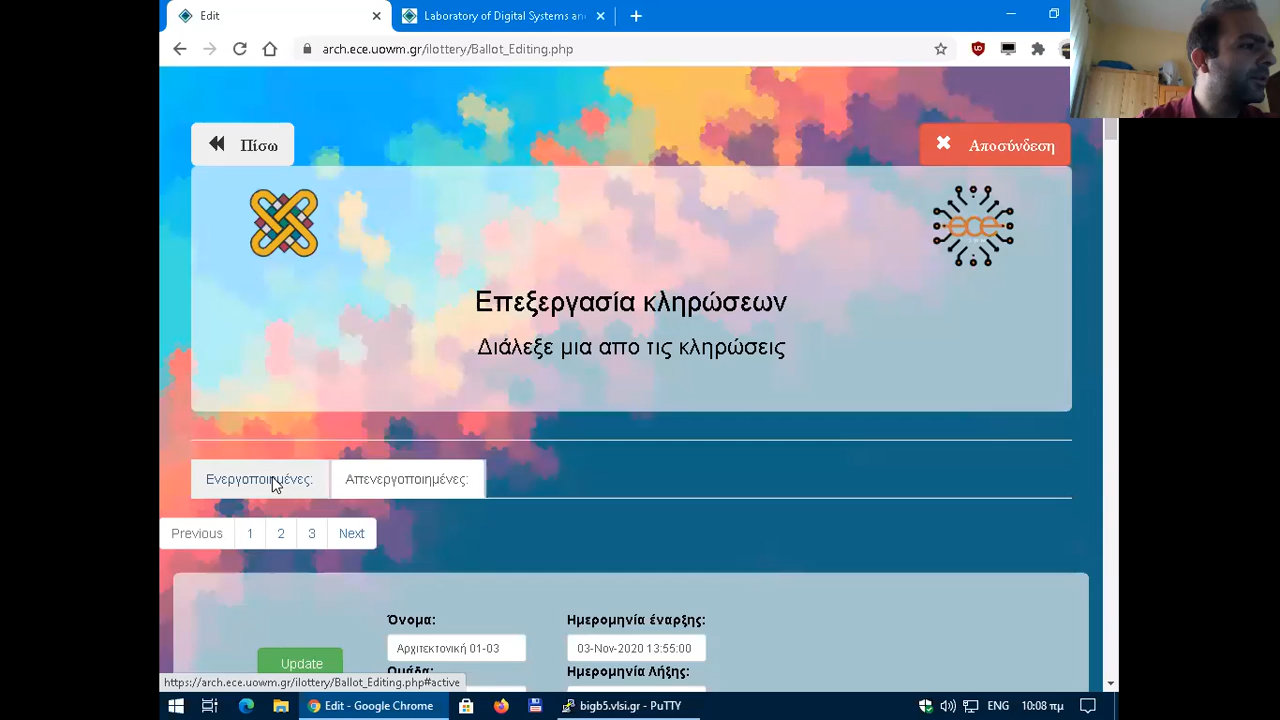 Edit
Laboratory of Digital Systems an
arch.ece.uowm.gr/ilottery/Ballot_Editing.php
Πίσω
Αποσύνδεση
ece
Επεξεργασία κληρώσεων
Διάλεξε μια απο τις κληρώσεις
Ενεργοποιημένες:
Απενεργοποιημένες:
Previous 1 2 3 Next
Όνομα:
Ημερομηνία έναρξης:
Αρχιτεκτονική 01-03
03-Nov-2020 13:55:00
Update
Ομάδα:
Ημερομηνία Λήξης:
https://arch.ece.uowm.gr/ilottery/Ballot_Editing.php#active
Edit - Google Chrome
bigb5.vlsi.gr - PuTTY
ENG
10:08 πμ